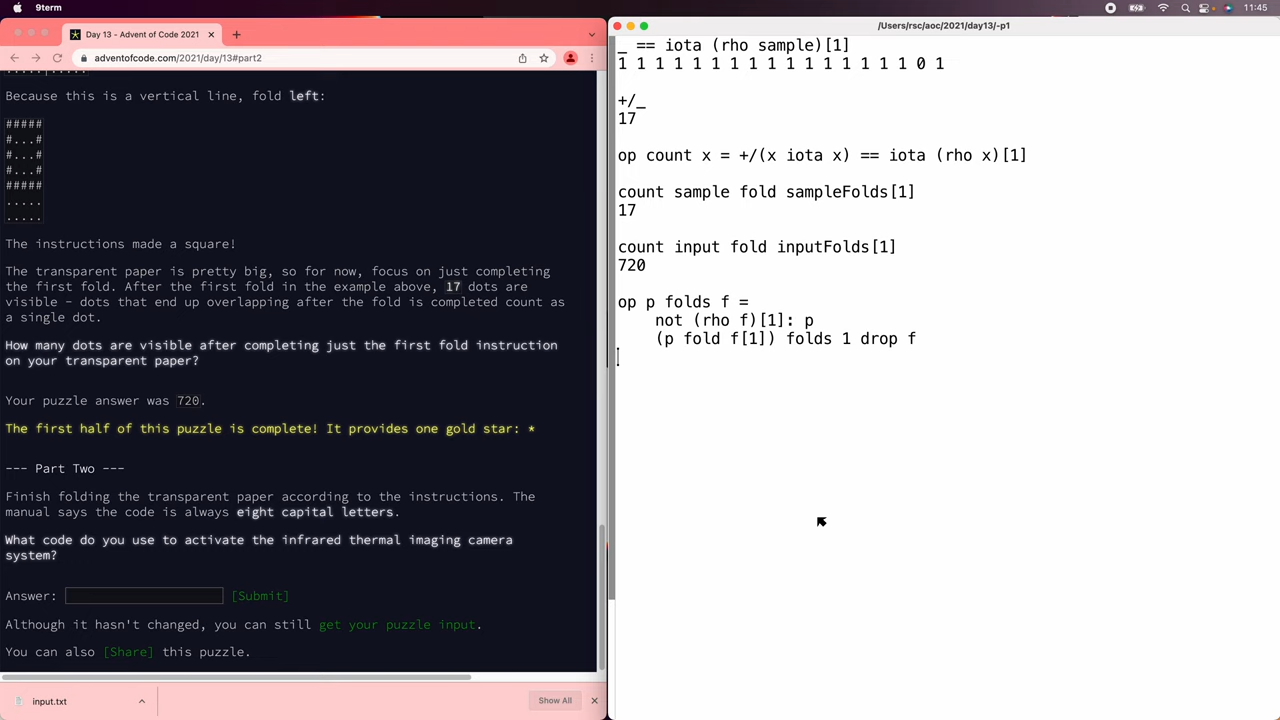 9term
11:45
Day 13 - Advent of Code 2021
adventofcode.com/2021/day/13#part2
Because this is a vertical line, fold left:
#####
#...#
#...#
#...#
#####
.....
.....
The instructions made a square!
The transparent paper is pretty big, so for now, focus on just completing
the first fold. After the first fold in the example above, 17 dots are
visible - dots that end up overlapping after the fold is completed count as
a single dot.
How many dots are visible after completing just the first fold instruction
on your transparent paper?
Your puzzle answer was 720.
The first half of this puzzle is complete! It provides one gold star: *
--- Part Two ---
Finish folding the transparent paper according to the instructions. The
manual says the code is always eight capital letters.
What code do you use to activate the infrared thermal imaging camera
system?
Answer: [Submit]
Although it hasn't changed, you can still get your puzzle input.
You can also [Share] this puzzle.
input.txt
Show All
/Users/rsc/aoc/2021/day13/-p1
_ == iota (rho sample)[1]
1 1 1 1 1 1 1 1 1 1 1 1 1 1 1 1 0 1
+/_
17
op count x = +/(x iota x) == iota (rho x)[1]
count sample fold sampleFolds[1]
17
count input fold inputFolds[1]
720
op p folds f =
not (rho f)[1]: p
(p fold f[1]) folds 1 drop f